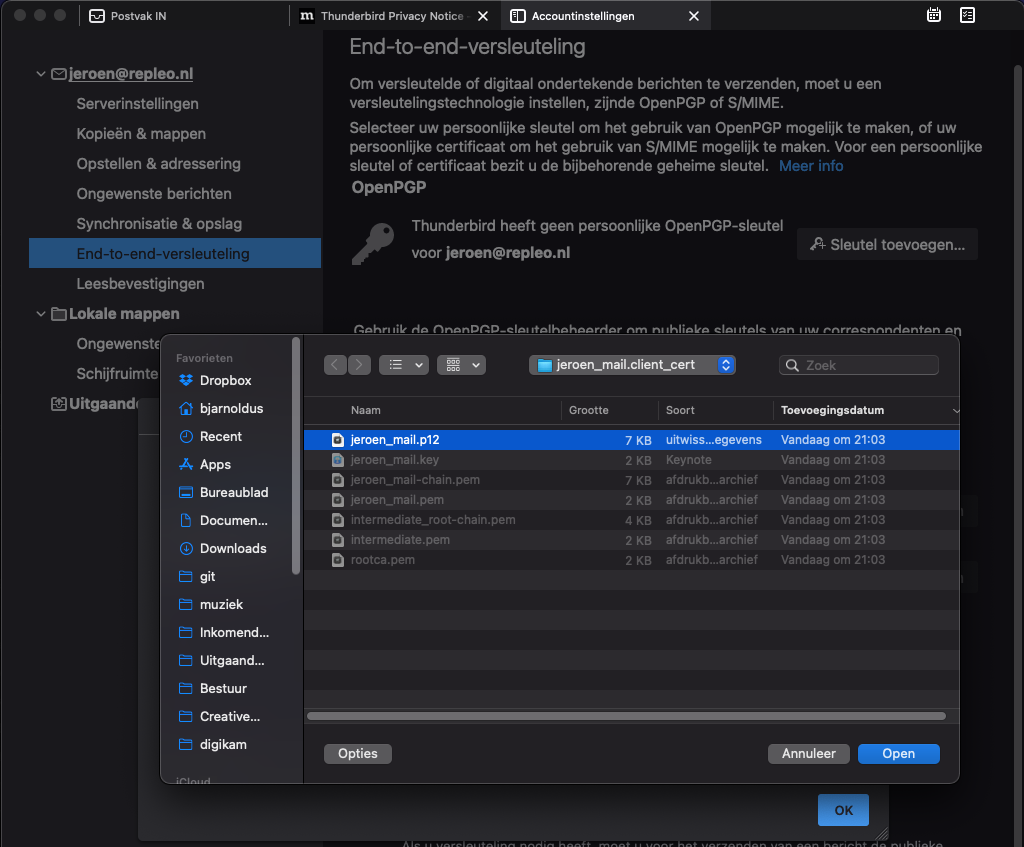 Postvak IN
Thunderbird Privacy Notice
Accountinstellingen
jeroen@repleo.nl
Serverinstellingen
Kopieën & mappen
Opstellen & adressering
Ongewenste berichten
Synchronisatie & opslag
End-to-end-versleuteling
Leesbevestigingen
Lokale mappen
Ongewenste
Schijfruimte
Uitgaande
End-to-end-versleuteling
Om versleutelde of digitaal ondertekende berichten te verzenden, moet u een
versleutelingstechnologie instellen, zijnde OpenPGP of S/MIME.
Selecteer uw persoonlijke sleutel om het gebruik van OpenPGP mogelijk te maken, of uw
persoonlijke certificaat om het gebruik van S/MIME mogelijk te maken. Voor een persoonlijke
sleutel of certificaat bezit u de bijbehorende geheime sleutel. Meer info
OpenPGP
Thunderbird heeft geen persoonlijke OpenPGP-sleutel
voor jeroen@repleo.nl
Sleutel toevoegen...
Gebruik de OpenPGP-sleutelbeheerder om publieke sleutels van uw correspondenten en
Favorieten
Dropbox
bjarnoldus
Recent
Apps
Bureaublad
Documen...
Downloads
git
muziek
Inkomend...
Uitgaand...
Bestuur
Creative...
digikam
iCloud
jeroen_mail.client_cert
Zoek
Naam Grootte Soort Toevoegingsdatum
jeroen_mail.p12 7 KB uitwiss...egevens Vandaag om 21:03
jeroen_mail.key 2 KB Keynote Vandaag om 21:03
jeroen_mail-chain.pem 7 KB afdrukb...archief Vandaag om 21:03
jeroen_mail.pem 2 KB afdrukb...archief Vandaag om 21:03
intermediate_root-chain.pem 4 KB afdrukb...archief Vandaag om 21:03
intermediate.pem 2 KB afdrukb...archief Vandaag om 21:03
rootca.pem 2 KB afdrukb...archief Vandaag om 21:03
Opties
Annuleer
Open
OK
Als u versleuteling nodig heeft, moet u voor het verzenden van een bericht de publieke